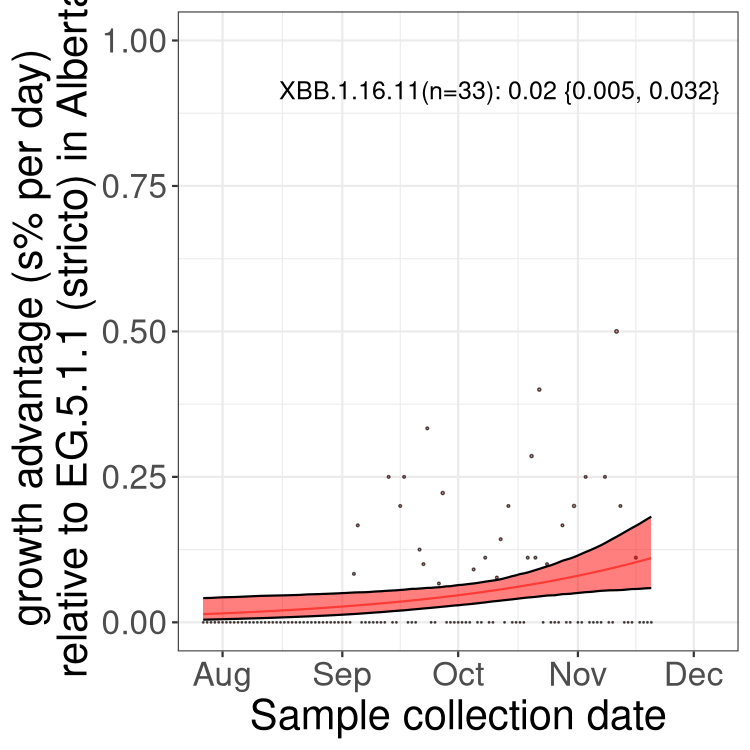 growth advantage (s% per day)
relative to EG.5.1.1 (stricto) in Alberta
1.00
XBB.1.16.11(n=33): 0.02 {0.005, 0.032}
0.75
0.50
0.25
0.00
Aug Sep Oct Nov Dec
Sample collection date